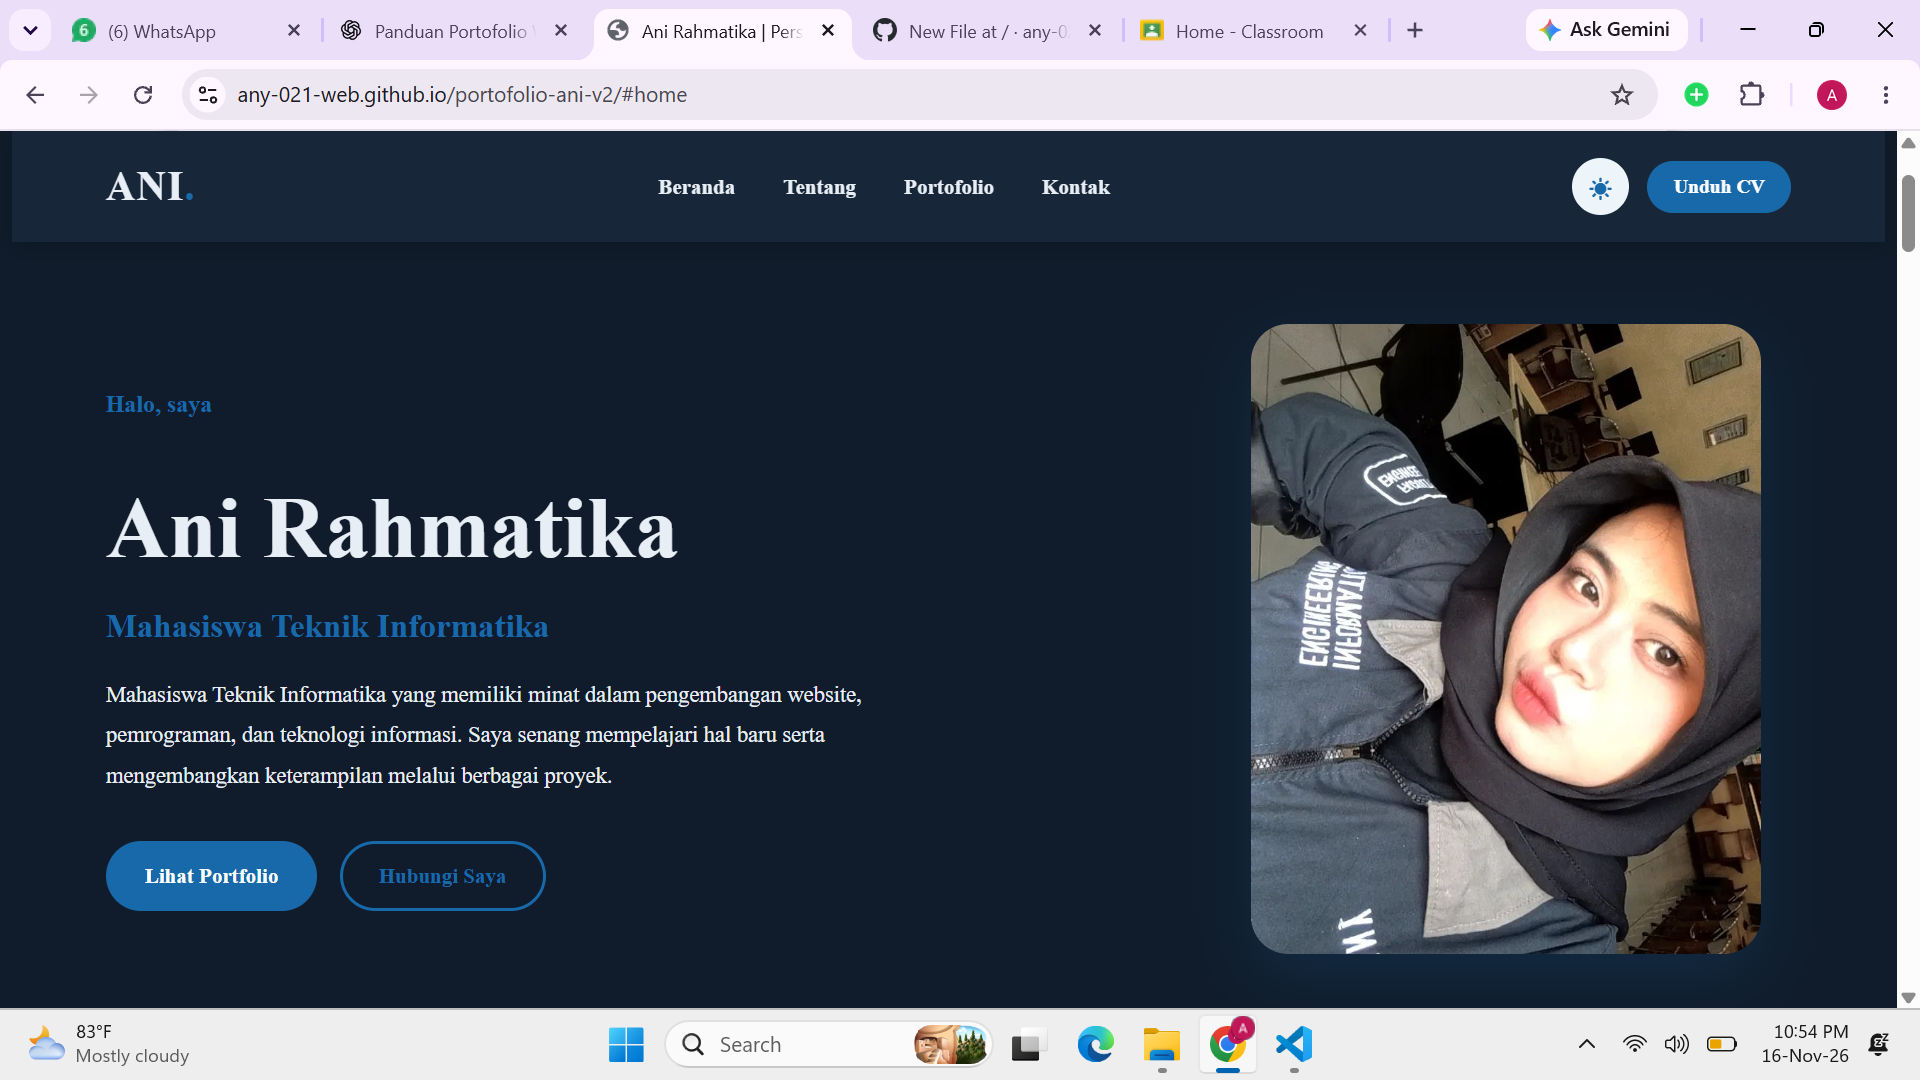 (6) WhatsApp
Panduan Portofolio
Ani Rahmatika | Pers
New File at / · any-0
Home - Classroom
Ask Gemini
any-021-web.github.io/portofolio-ani-v2/#home
A
ANI.
Beranda
Tentang
Portofolio
Kontak
Unduh CV
Halo, saya
Ani Rahmatika
Mahasiswa Teknik Informatika
Mahasiswa Teknik Informatika yang memiliki minat dalam pengembangan website,
pemrograman, dan teknologi informasi. Saya senang mempelajari hal baru serta
mengembangkan keterampilan melalui berbagai proyek.
Lihat Portfolio
Hubungi Saya
ENGINEERING
83°F
Mostly cloudy
Search
A
10:54 PM
16-Nov-26